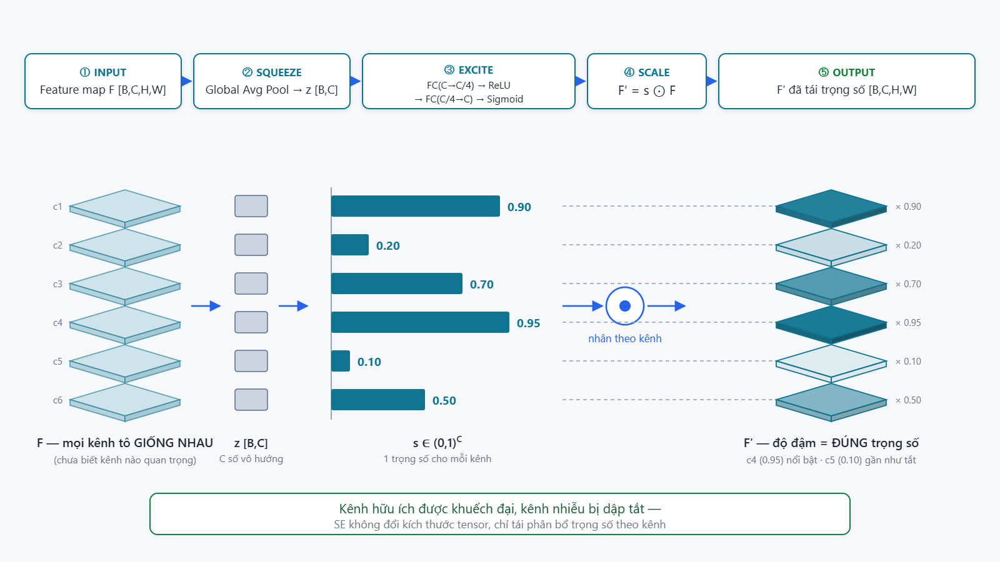 ① INPUT
Feature map F [B,C,H,W]
② SQUEEZE
Global Avg Pool → z [B,C]
③ EXCITE
FC(C→C/4) → ReLU
→ FC(C/4→C) → Sigmoid
④ SCALE
F′ = s ⊙ F
⑤ OUTPUT
F′ đã tái trọng số [B,C,H,W]
c1
0.90
× 0.90
c2
0.20
× 0.20
c3
0.70
× 0.70
c4
0.95
× 0.95
nhân theo kênh
c5
0.10
× 0.10
c6
0.50
× 0.50
F — mọi kênh tô GIỐNG NHAU
(chưa biết kênh nào quan trọng)
z [B,C]
C số vô hướng
s ∈ (0,1)^C
1 trọng số cho mỗi kênh
F′ — độ đậm = ĐÚNG trọng số
c4 (0.95) nổi bật · c5 (0.10) gần như tắt
Kênh hữu ích được khuếch đại, kênh nhiễu bị dập tắt —
SE không đổi kích thước tensor, chỉ tái phân bổ trọng số theo kênh